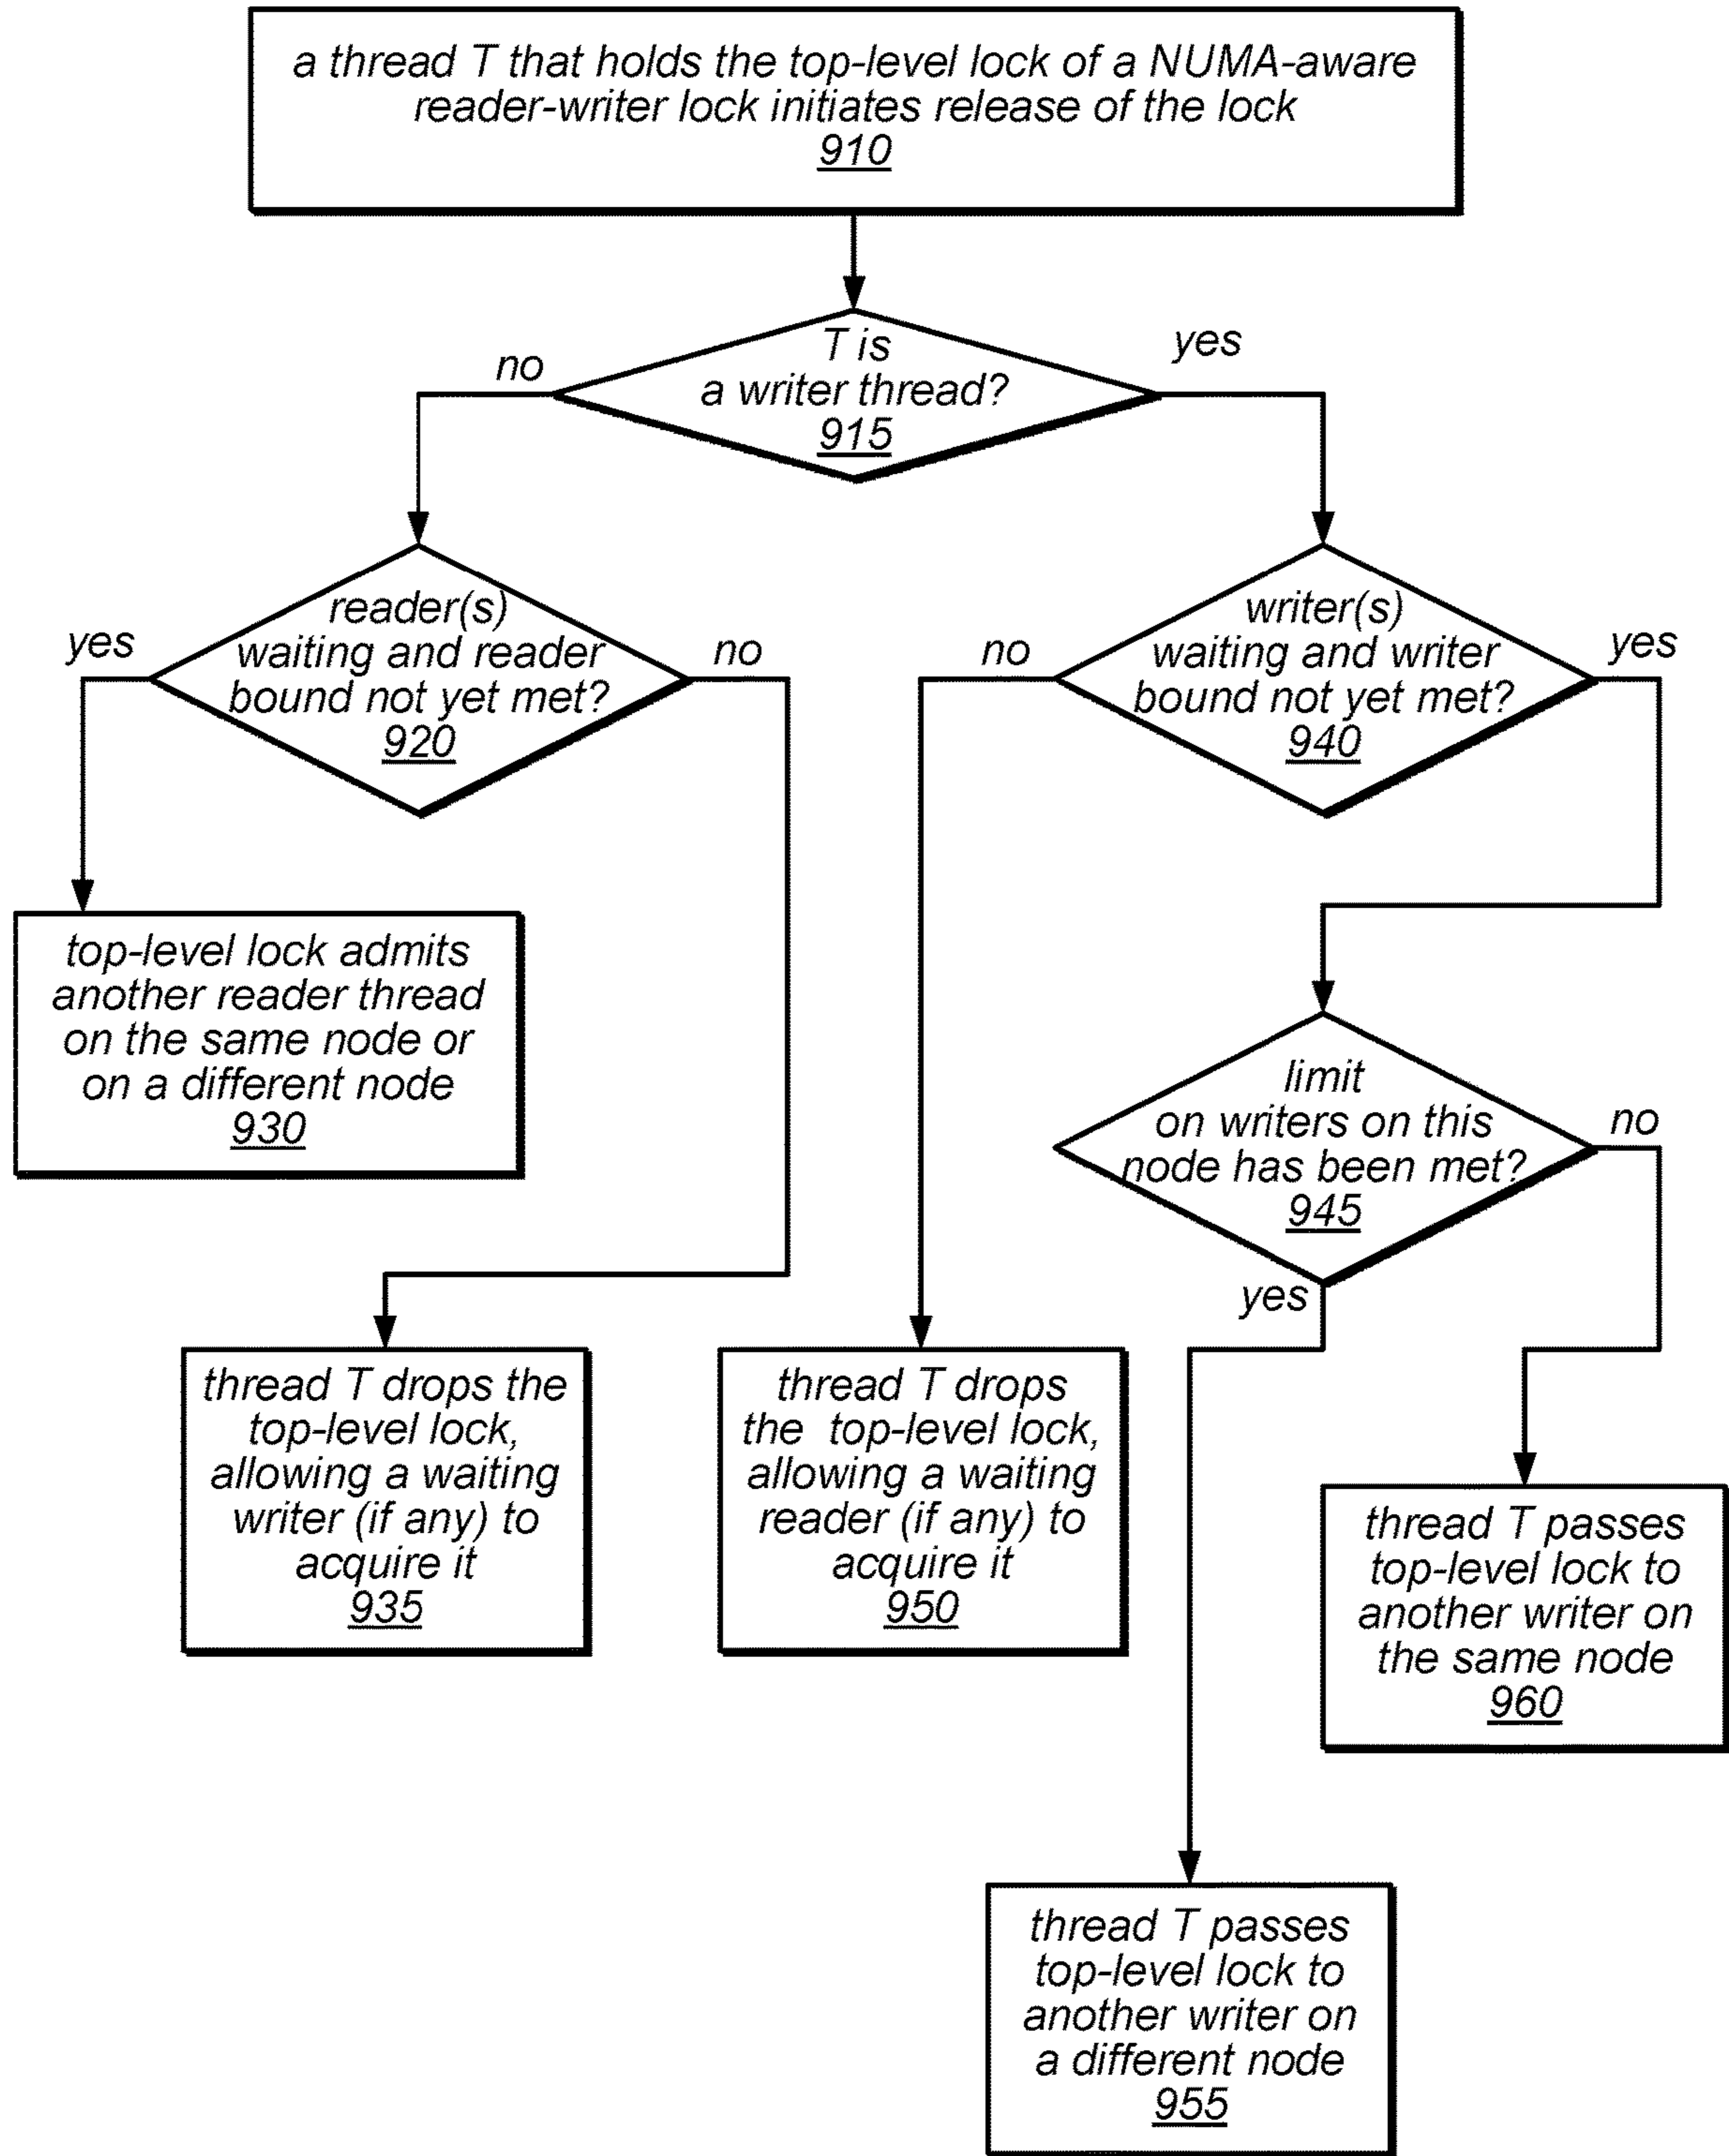 a thread T that holds the top-level lock of a NUMA-aware
reader-writer lock initiates release of the lock
910
T is
a writer thread?
915
no
yes
reader(s)
waiting and reader
bound not yet met?
920
yes
no
writer(s)
waiting and writer
bound not yet met?
940
no
yes
top-level lock admits
another reader thread
on the same node or
on a different node
930
limit
on writers on this
node has been met?
945
no
yes
thread T drops the
top-level lock,
allowing a waiting
writer (if any) to
acquire it
935
thread T drops
the top-level lock,
allowing a waiting
reader (if any) to
acquire it
950
thread T passes
top-level lock to
another writer on
the same node
960
thread T passes
top-level lock to
another writer on
a different node
955